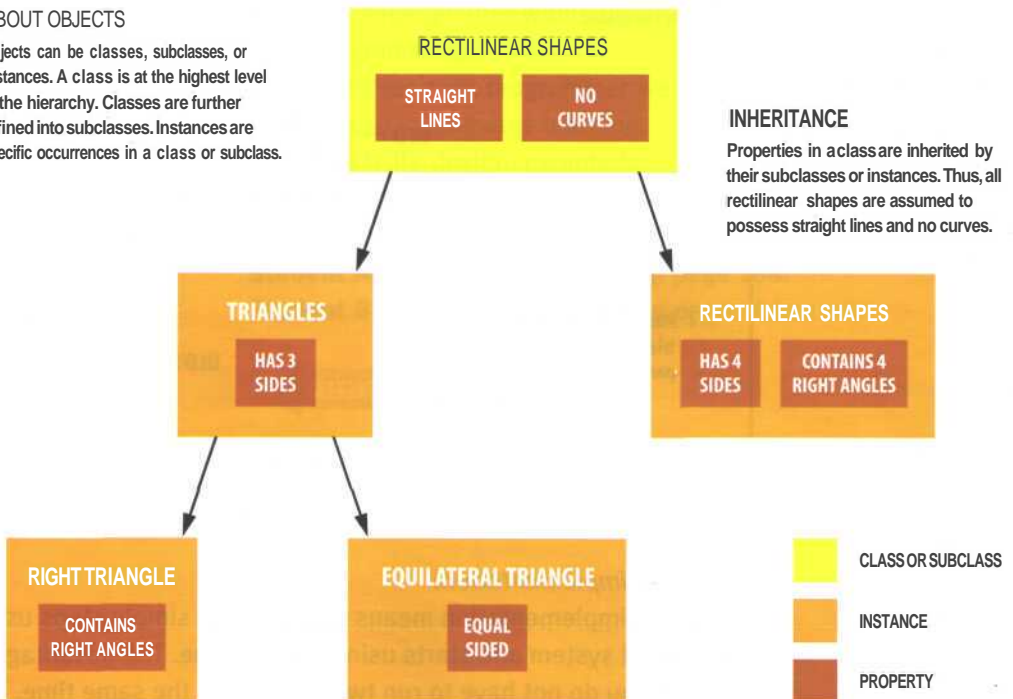 BOUT OBJECTS
jects can be classes, subclasses, or
stances. A class is at the highest level
the hierarchy. Classes are further
fined into subclasses. Instances are
ecific occurrences in a class or subclass.
RECTILINEAR SHAPES
STRAIGHT
LINES
NO
CURVES
INHERITANCE
Properties in aclass are inherited by
their subclasses or instances. Thus, all
rectilinear shapes are assumed to
possess straight lines and no curves.
TRIANGLES
HAS 3
SIDES
RECTILINEAR SHAPES
HAS 4
SIDES
CONTAINS 4
RIGHT ANGLES
RIGHT TRIANGLE
CONTAINS
RIGHT ANGLES
EQUILATERAL TRIANGLE
EQUAL
SIDED
CLASS OR SUBCLASS
INSTANCE
PROPERTY